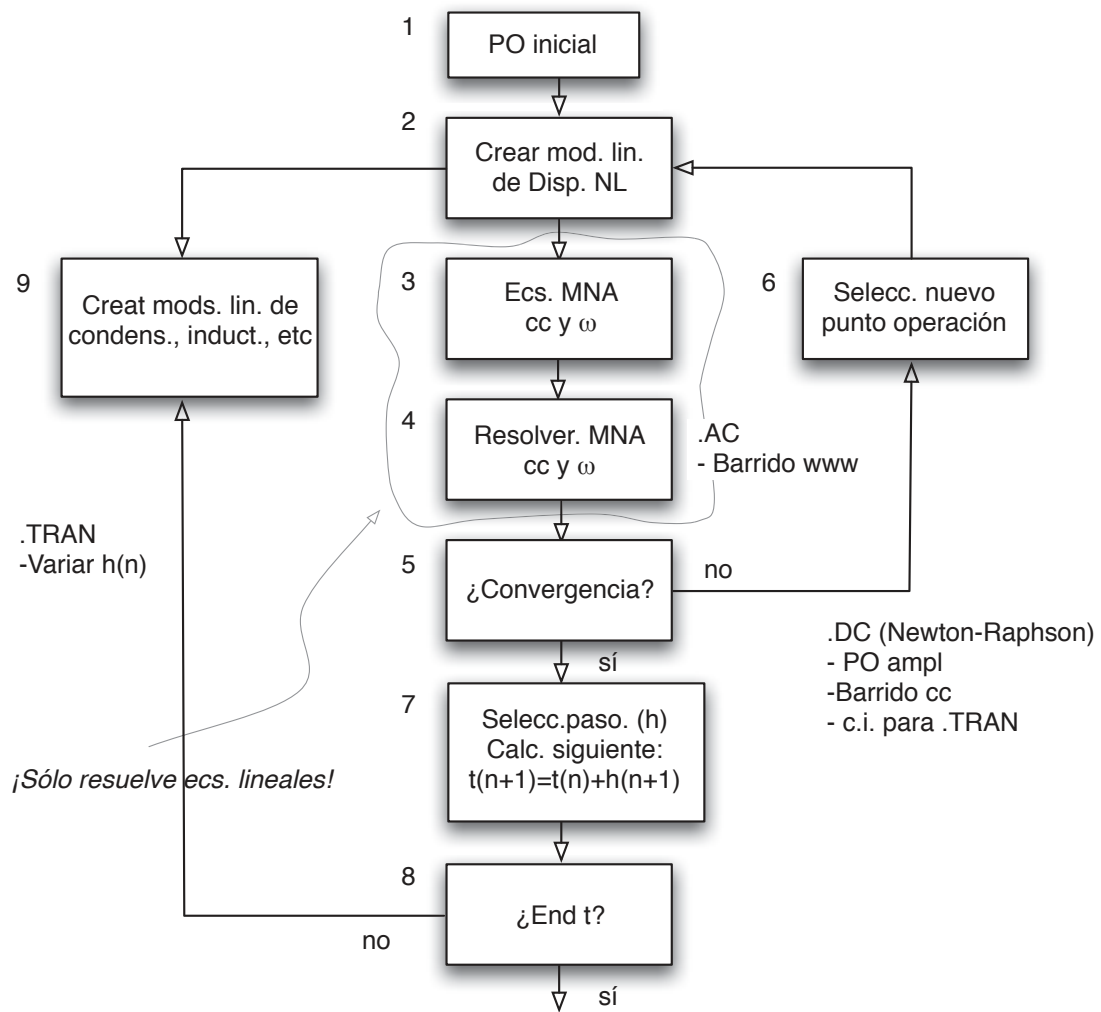 1
PO inicial
2
Crear mod. lin.
de Disp. NL
9
Creat mods. lin. de
condens., induct., etc
3
Ecs. MNA
cc y ω
6
Selecc. nuevo
punto operación
4
Resolver. MNA
cc y ω
.AC
- Barrido www
.TRAN
-Variar h(n)
5
¿Convergencia?
no
sí
.DC (Newton-Raphson)
- PO ampl
-Barrido cc
- c.i. para .TRAN
7
Selecc.paso. (h)
Calc. siguiente:
t(n+1)=t(n)+h(n+1)
¡Sólo resuelve ecs. lineales!
8
¿End t?
no
sí